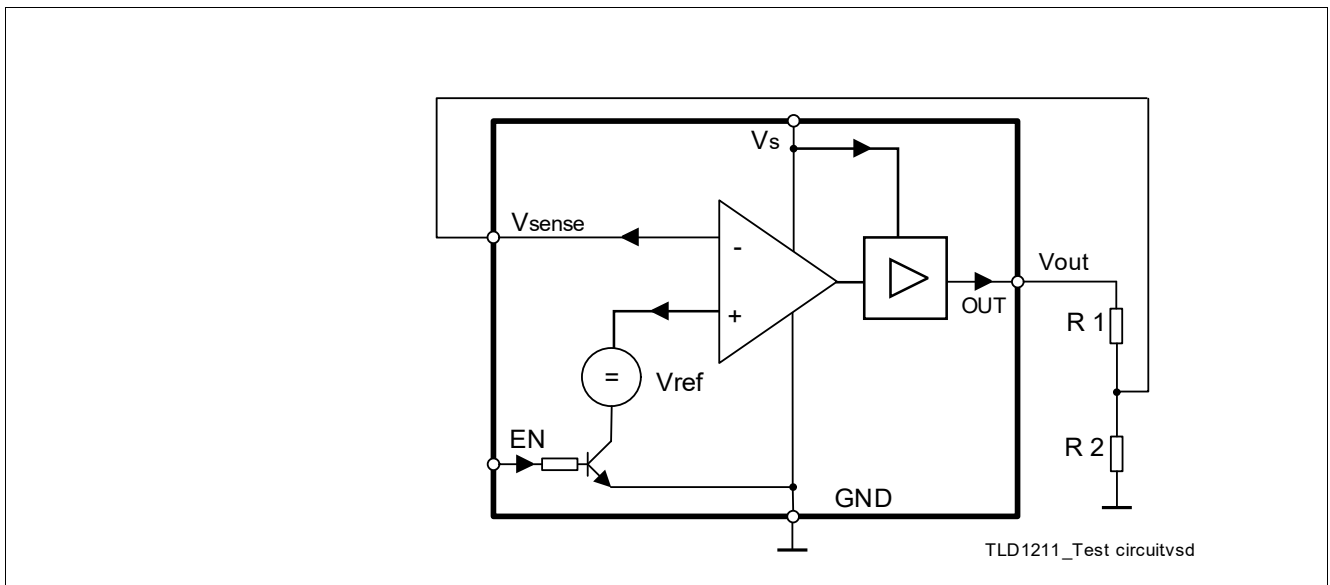 Vs
Vsense
-
Vout
OUT
+
R 1
=
Vref
EN
R 2
GND
TLD1211_Test circuitvsd